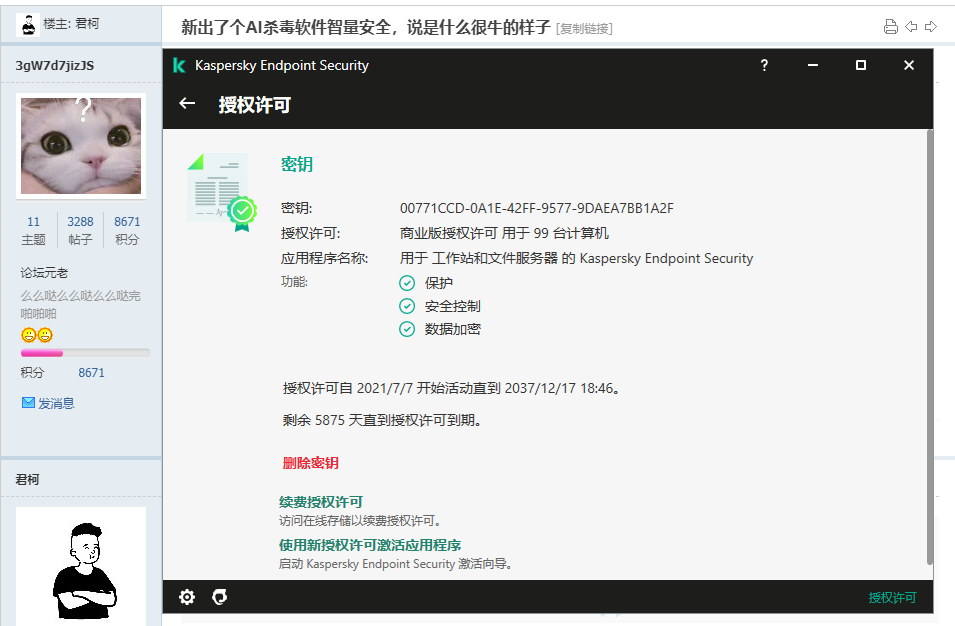 楼主: 君柯
新出了个AI杀毒软件智量安全，说是什么很牛的样子 [复制链接]
3gW7d7jizJS
?
11 3288 8671
主题 帖子 积分
论坛元老
么么哒么么哒么么哒完
啪啪啪
积分 8671
发消息
君柯
Kaspersky Endpoint Security
?
授权许可
密钥
密钥: 00771CCD-0A1E-42FF-9577-9DAEA7BB1A2F
授权许可: 商业版授权许可 用于 99 台计算机
应用程序名称: 用于 工作站和文件服务器 的 Kaspersky Endpoint Security
功能: 保护
安全控制
数据加密
授权许可自 2021/7/7 开始活动直到 2037/12/17 18:46。
剩余 5875 天直到授权许可到期。
删除密钥
续费授权许可
访问在线存储以续费授权许可。
使用新授权许可激活应用程序
启动 Kaspersky Endpoint Security 激活向导。
授权许可